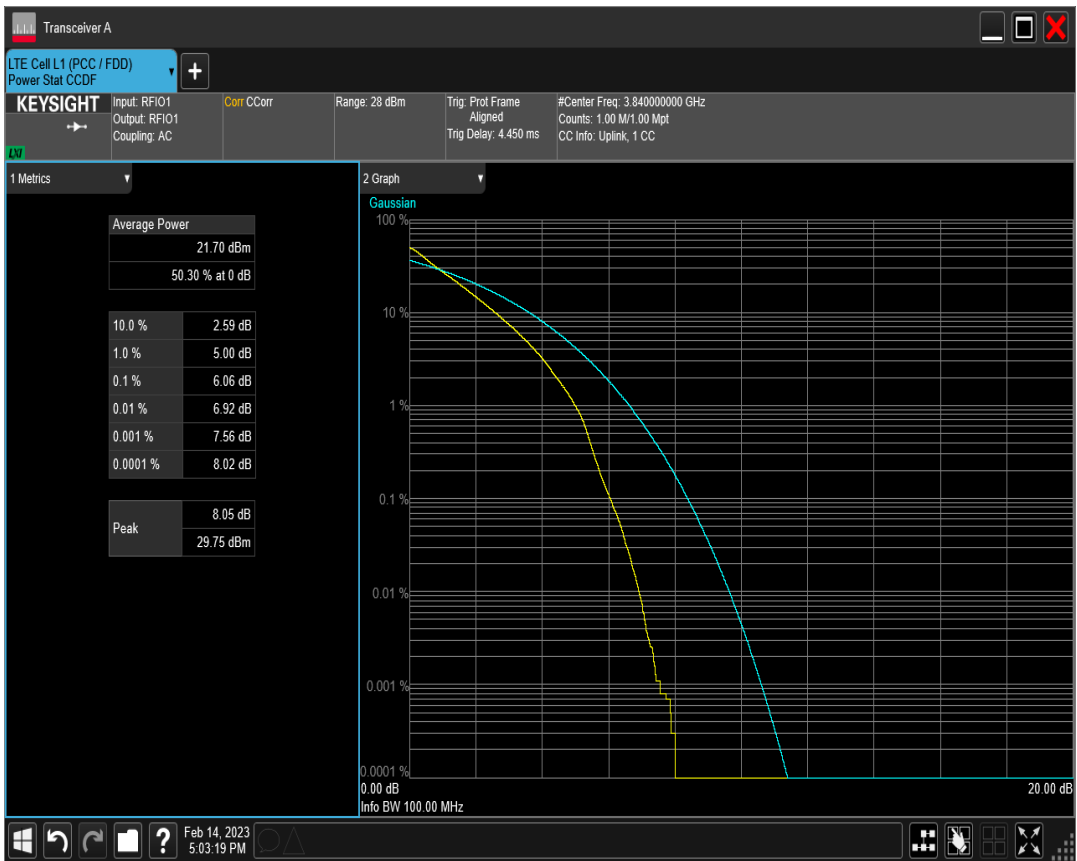 Transceiver A
LTE Cell L1 (PCC / FDD)
Power Stat CCDF
+
KEYSIGHT
LXI
Input: RFIO1
Output: RFIO1
Coupling: AC
Corr CCorr
Range: 28 dBm
Trig: Prot Frame
Aligned
Trig Delay: 4.450 ms
#Center Freq: 3.840000000 GHz
Counts: 1.00 M/1.00 Mpt
CC Info: Uplink, 1 CC
1 Metrics
Average Power
21.70 dBm
50.30 % at 0 dB
10.0 % 2.59 dB
1.0 % 5.00 dB
0.1 % 6.06 dB
0.01 % 6.92 dB
0.001 % 7.56 dB
0.0001 % 8.02 dB
Peak 8.05 dB
29.75 dBm
2 Graph
Gaussian
100 %
10 %
1 %
0.1 %
0.01 %
0.001 %
0.0001 %
0.00 dB 20.00 dB
Info BW 100.00 MHz
?
Feb 14, 2023
5:03:19 PM